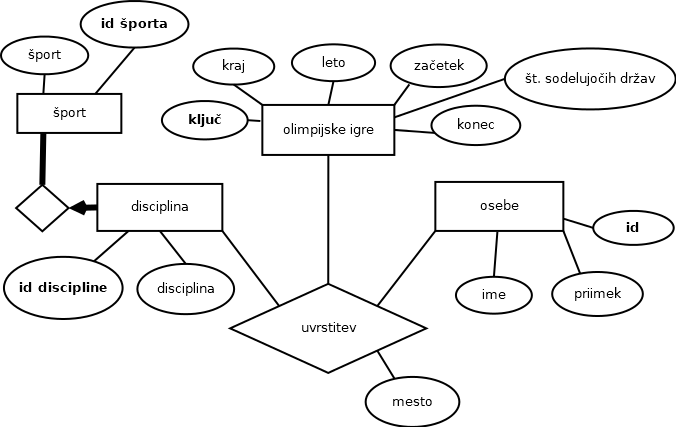 id športa
šport
kraj
leto
začetek
št. sodelujočih držav
šport
ključ
olimpijske igre
konec
disciplina
osebe
id
id discipline
disciplina
ime
priimek
uvrstitev
mesto